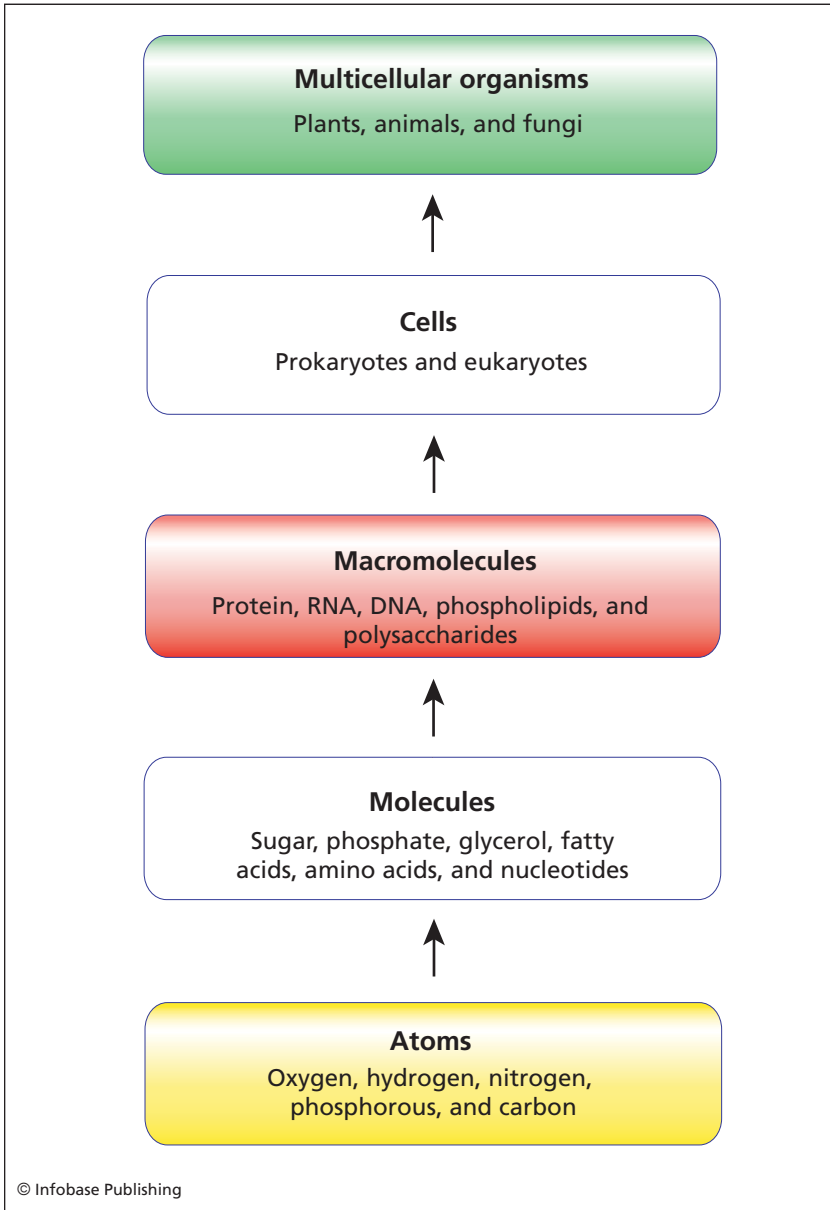 Multicellular organisms
Plants, animals, and fungi
Cells
Prokaryotes and eukaryotes
Macromolecules
Protein, RNA, DNA, phospholipids, and
polysaccharides
Molecules
Sugar, phosphate, glycerol, fatty
acids, amino acids, and nucleotides
Atoms
Oxygen, hydrogen, nitrogen,
phosphorous, and carbon
© Infobase Publishing